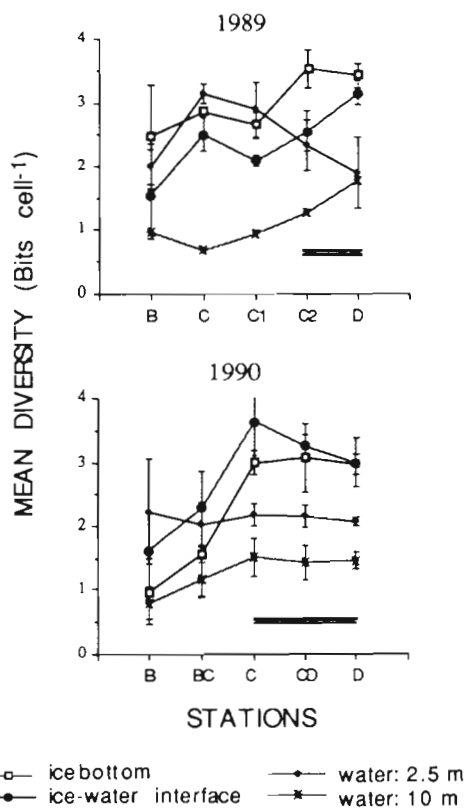 1989
4
3
2
1
0
B C C1 C2 D
MEAN DIVERSITY (Bits cell-1)
1990
4
3
2
1
0
B BC C CD D
STATIONS
ice bottom
ice-water interface
water: 2.5 m
water: 10 m